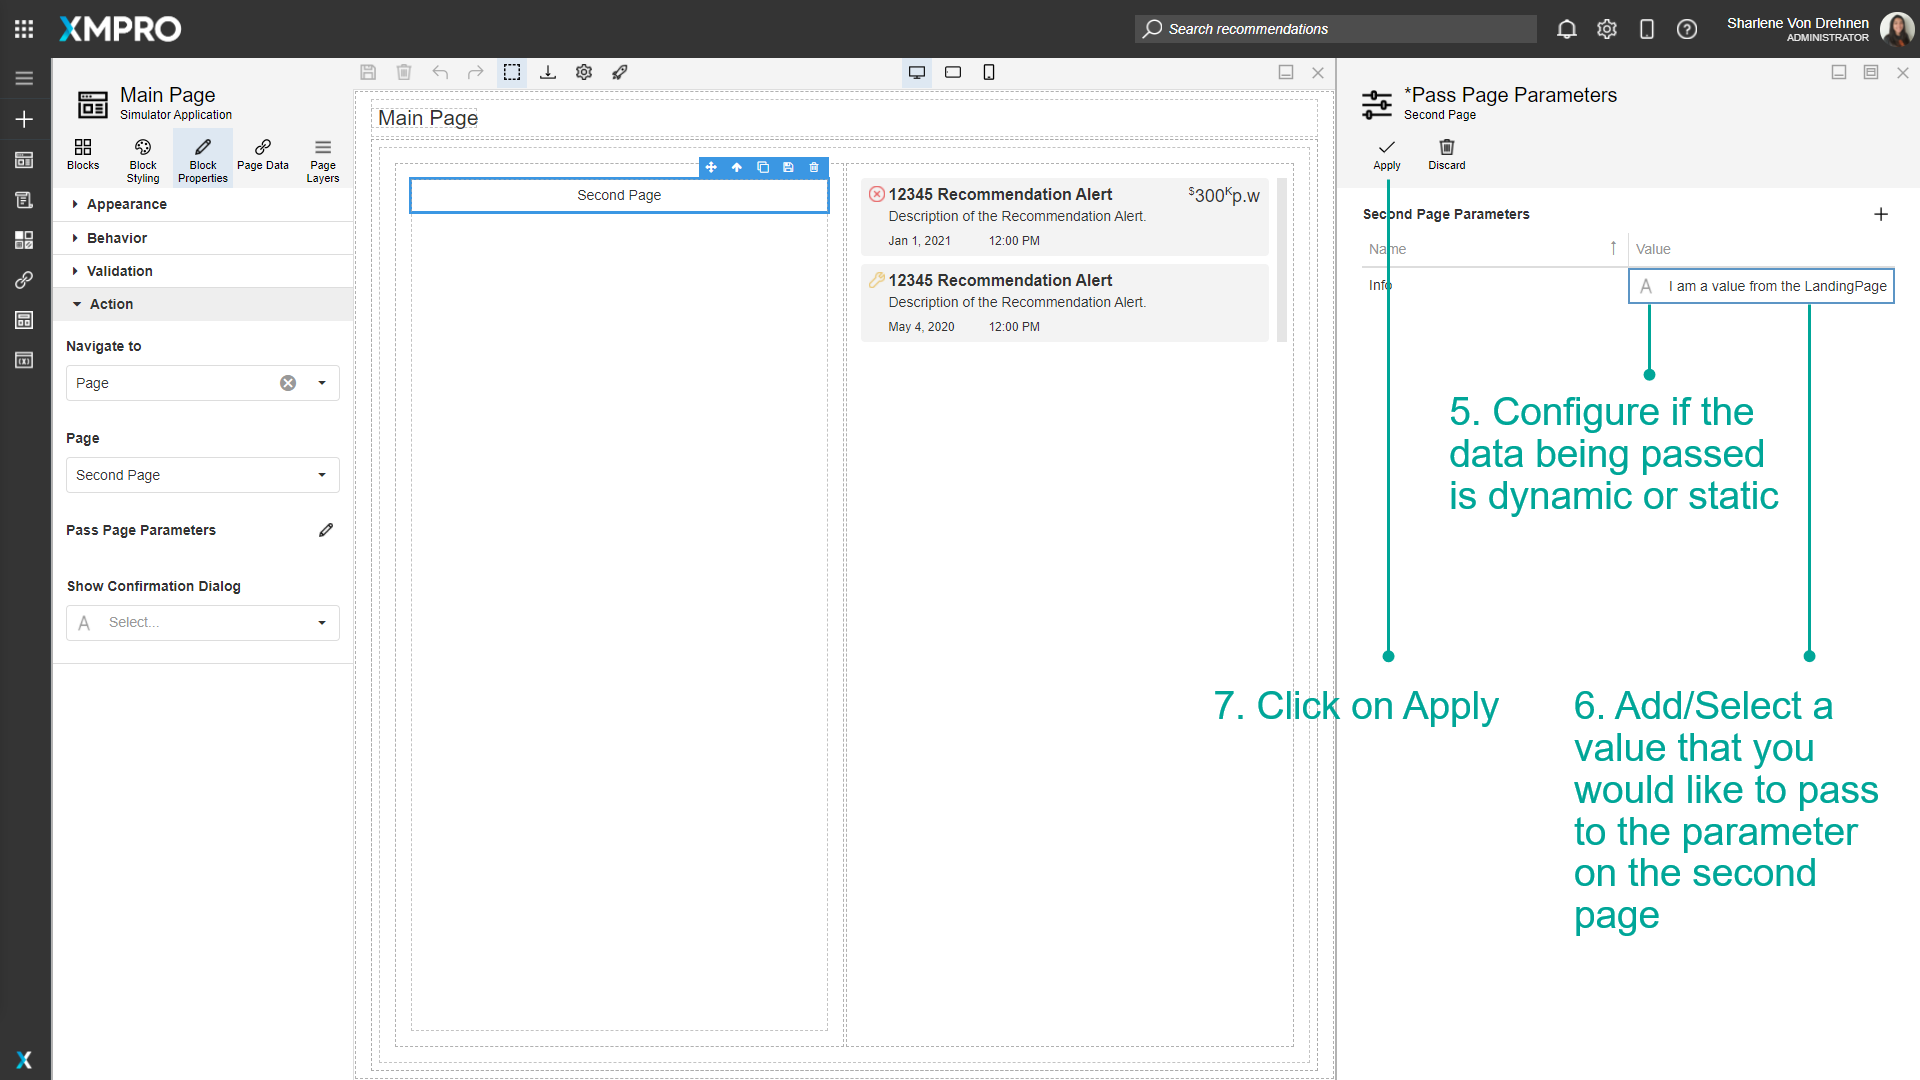 XMPRO
Search recommendations
Sharlene Von Drehnen
ADMINISTRATOR
Main Page
Simulator Application
Blocks
Block Styling
Block Properties
Page Data
Page Layers
Appearance
Behavior
Validation
Action
Navigate to
Page
Page
Second Page
Pass Page Parameters
Show Confirmation Dialog
A Select...
Main Page
Second Page
12345 Recommendation Alert
$300Kp.w
Description of the Recommendation Alert.
Jan 1, 2021 12:00 PM
12345 Recommendation Alert
Description of the Recommendation Alert.
May 4, 2020 12:00 PM
*Pass Page Parameters
Second Page
Apply
Discard
Second Page Parameters
Name Value
Info A I am a value from the LandingPage
5. Configure if the
data being passed
is dynamic or static
7. Click on Apply
6. Add/Select a
value that you
would like to pass
to the parameter
on the second
page
X